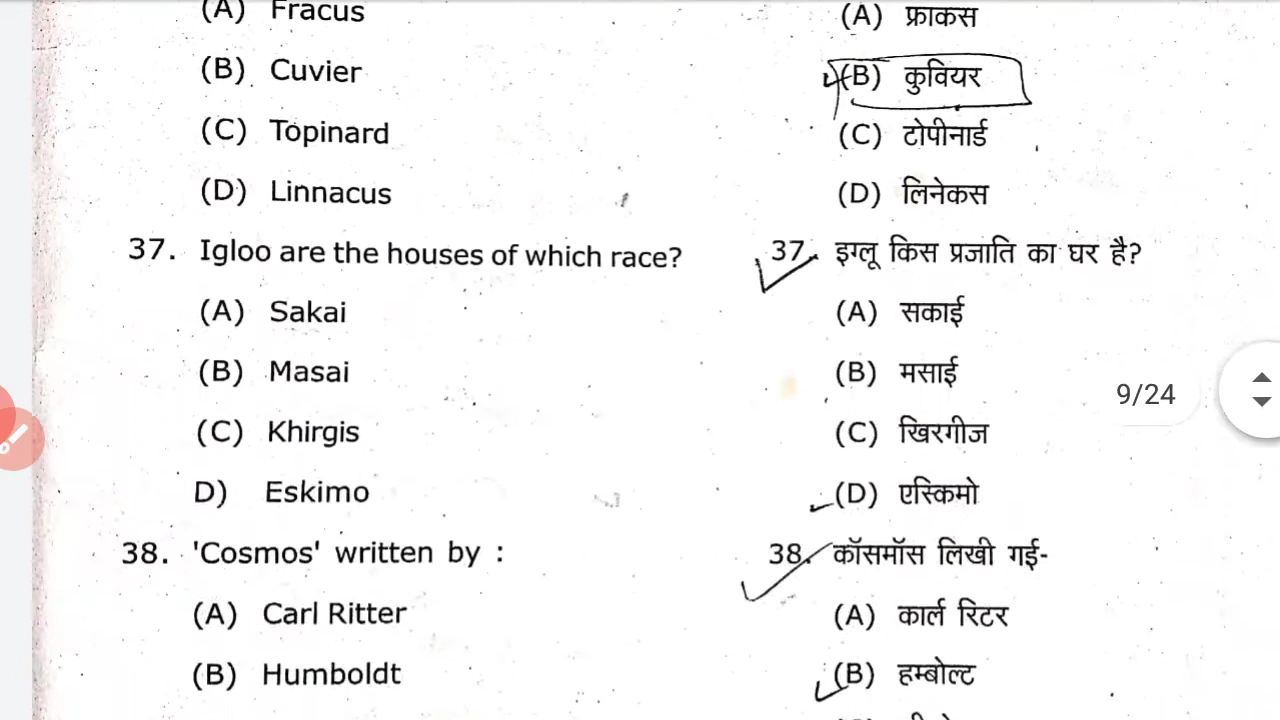 (A) Fracus
(B) Cuvier
(C) Topinard
(D) Linnacus
37. Igloo are the houses of which race?
(A) Sakai
(B) Masai
(C) Khirgis
D) Eskimo
38. 'Cosmos' written by :
(A) Carl Ritter
(B) Humboldt
(A) फ्राकस
(B) कुवियर
(C) टोपीनार्ड
(D) लिनेकस
37. इग्लू किस प्रजाति का घर है?
(A) सकाई
(B) मसाई
(C) खिरगीज
(D) एस्किमो
38. कॉसमॉस लिखी गई-
(A) कार्ल रिटर
(B) हम्बोल्ट
9/24